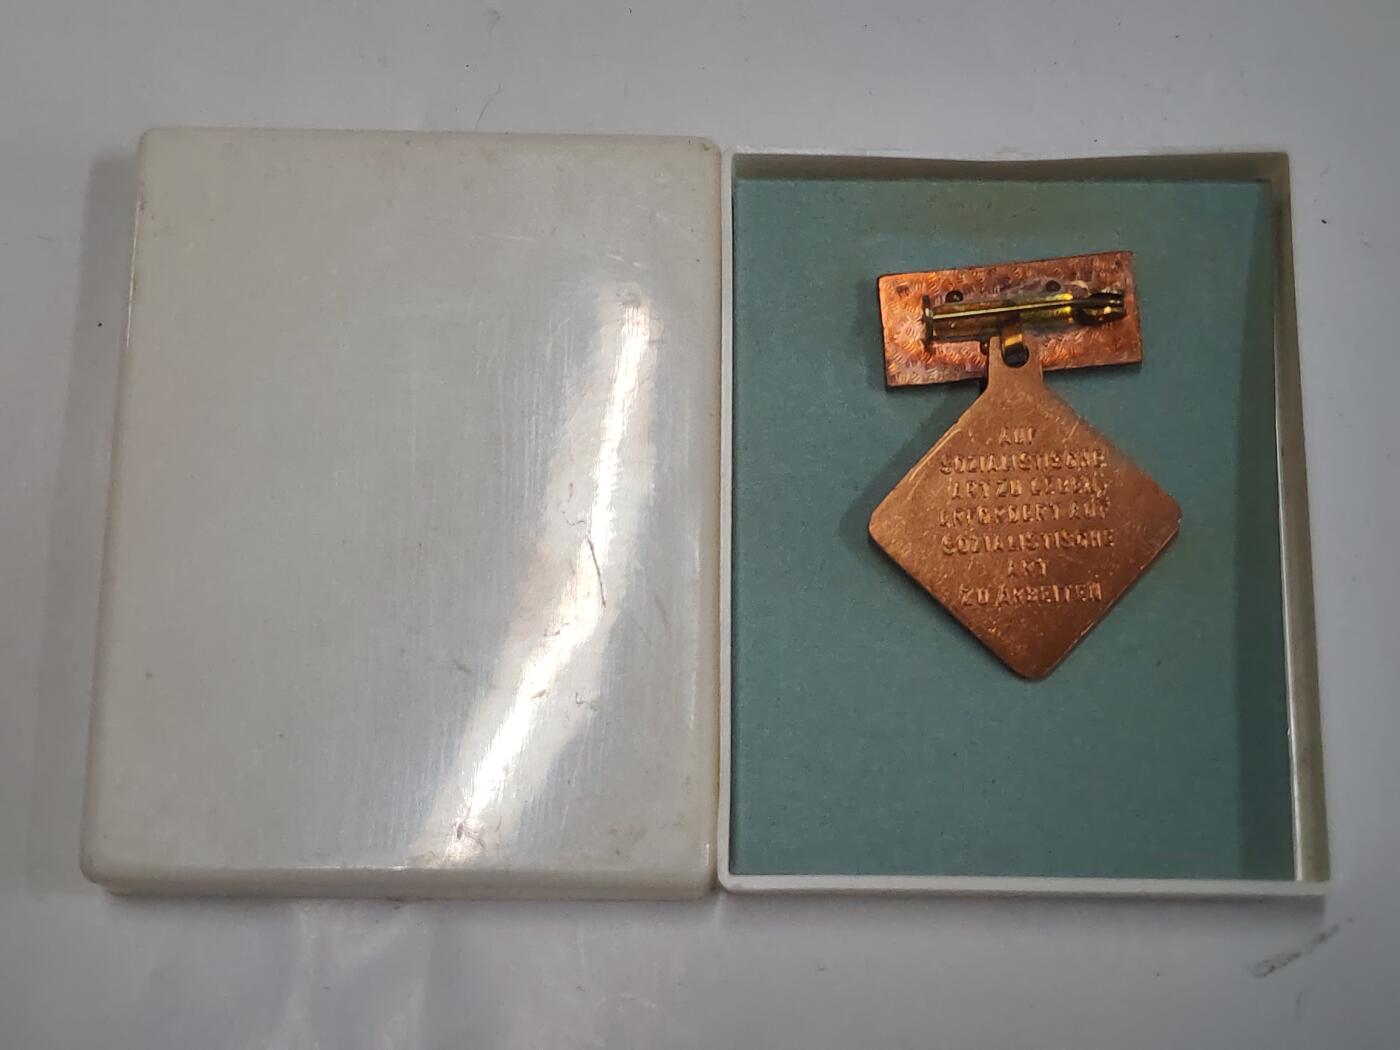 AUF
SOZIALISTISCHE
ART ZU LEBEN,
ERFORDERT AUF
SOZIALISTISCHE
ART
ZU ARBEITEN